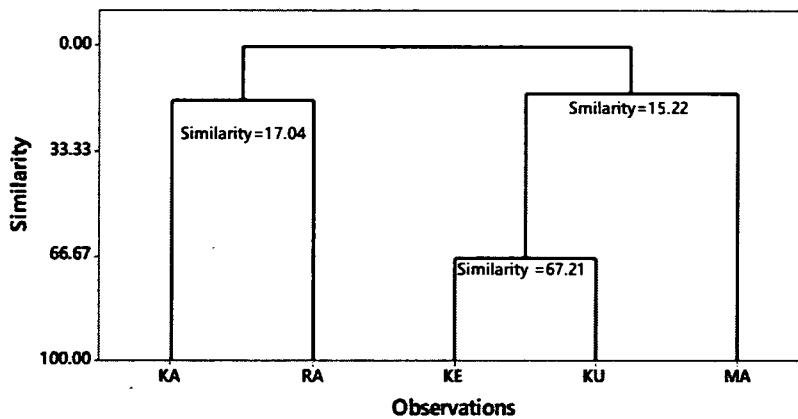 0.00
Smilarity=15.22
Similarity=17.04
33.33
Similarity
66.67
Similarity =67.21
100.00
KA RA KE KU MA
Observations